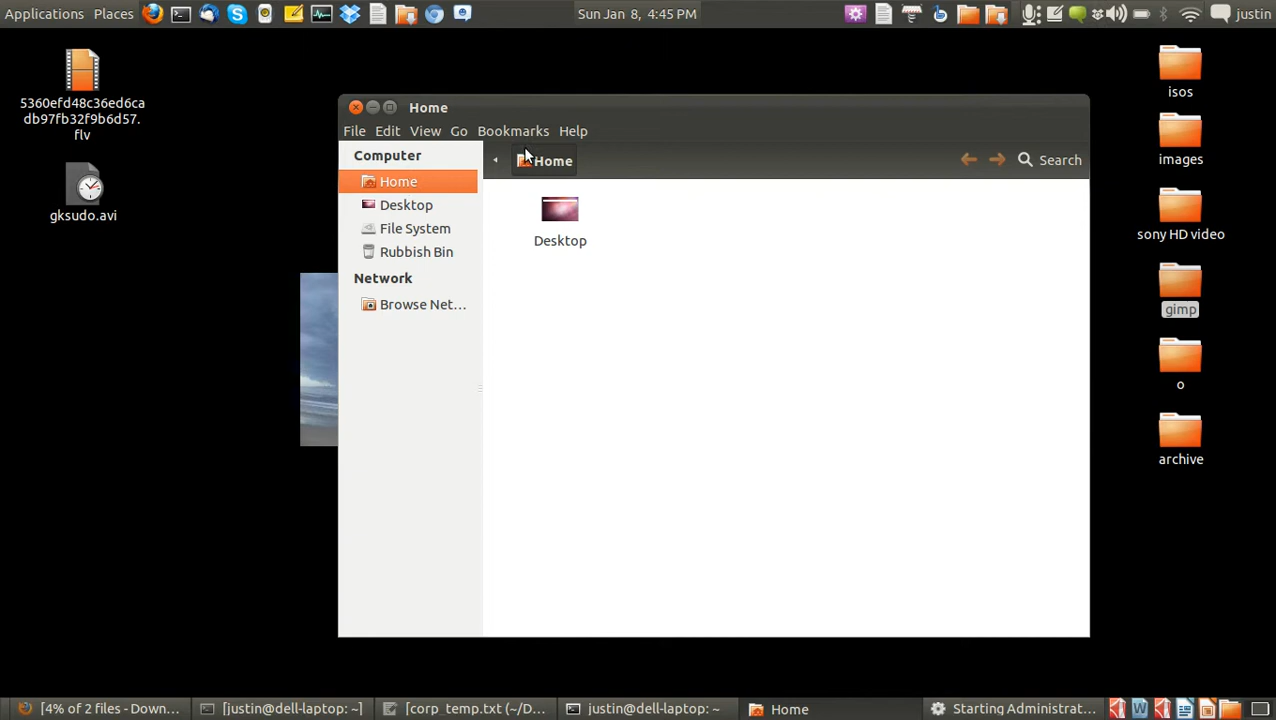 Applications Places
Sun Jan 8, 4:45 PM
justin
5360efd48c36ed6ca
db97fb32f9b6d57.
flv
gksudo.avi
Home
File Edit View Go Bookmarks Help
Computer
Home
Search
Home
Desktop
File System
Rubbish Bin
Network
Browse Net...
Desktop
isos
images
sony HD video
gimp
o
archive
[4% of 2 files - Down...
[justin@dell-laptop: ~]
[corp_temp.txt (~/D...
justin@dell-laptop: ~
Home
Starting Administrat...